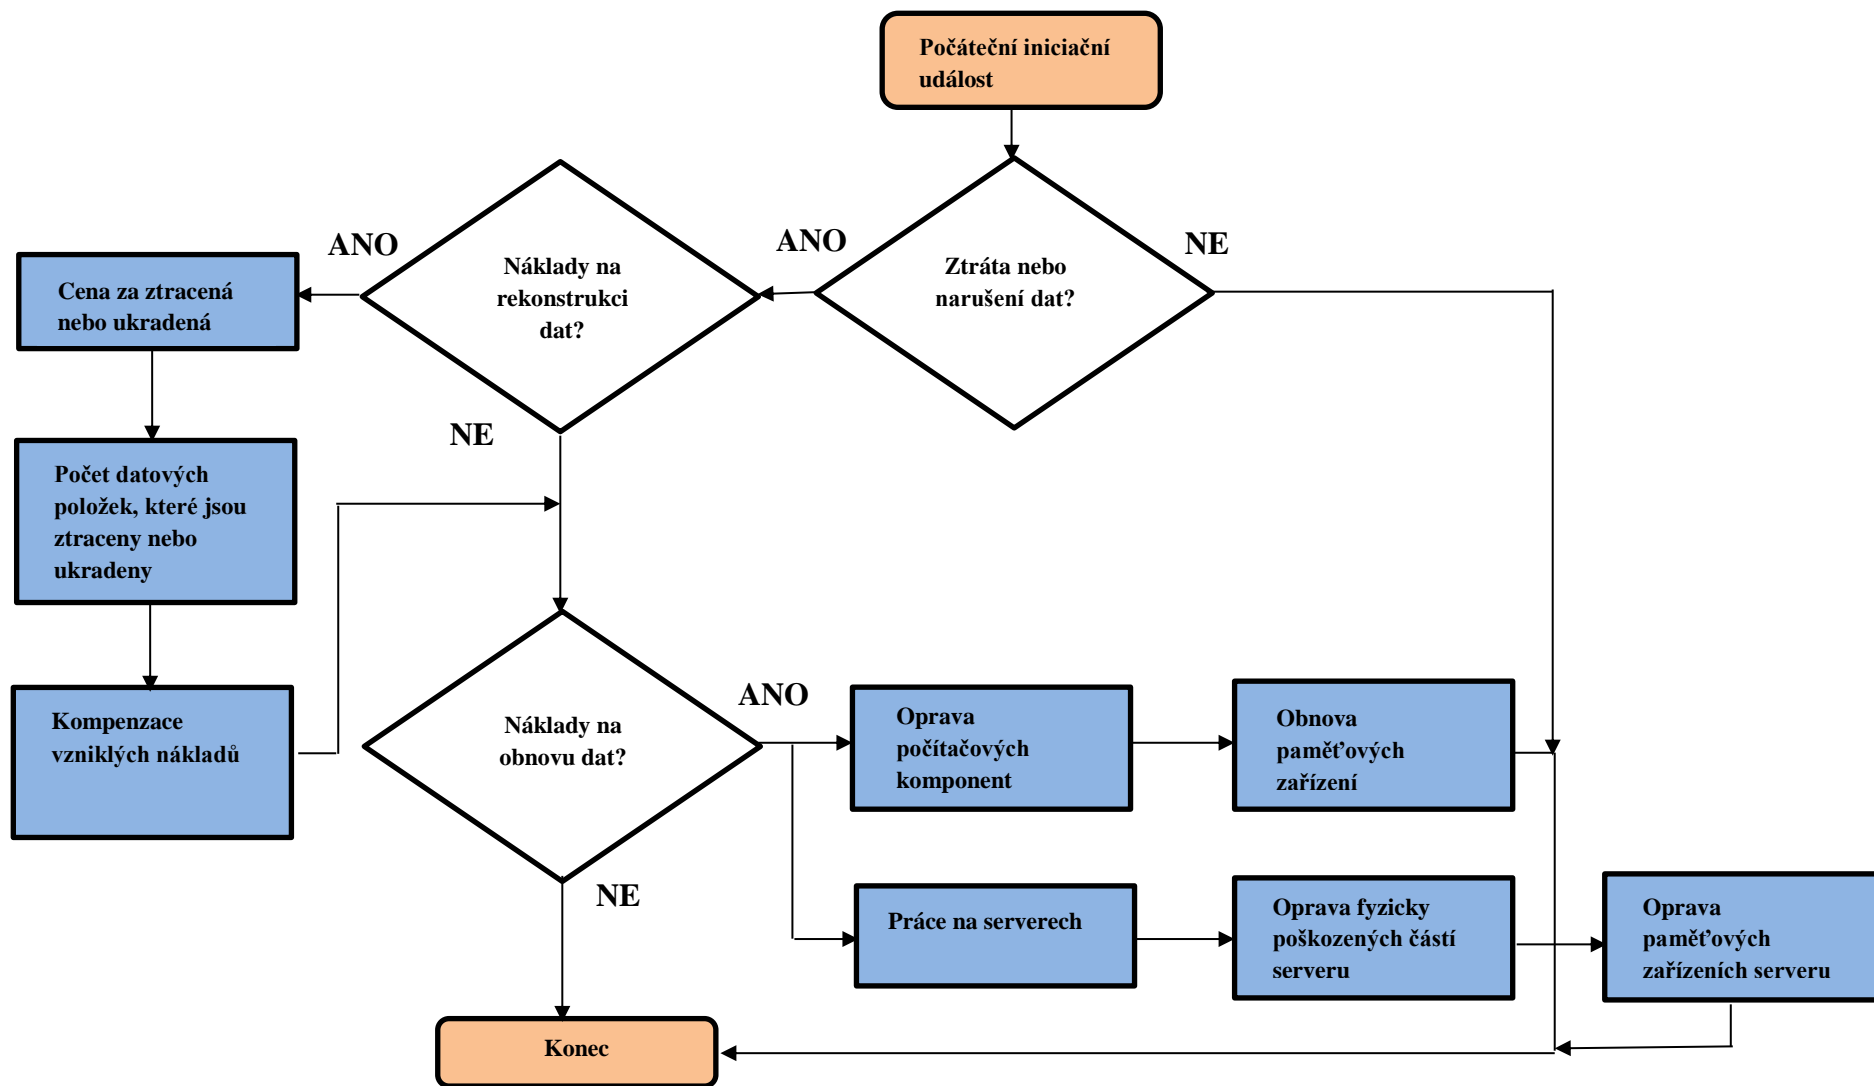 Počáteční iniciační
událost
ANO
ANO
NE
Náklady na
rekonstrukci
dat?
Ztráta nebo
narušení dat?
Cena za ztracená
nebo ukradená
NE
Počet datových
položek, které jsou
ztraceny nebo
ukradeny
Kompenzace
vzniklých nákladů
Náklady na
obnovu dat?
ANO
Oprava
počítačových
komponent
Obnova
paměťových
zařízení
NE
Práce na serverech
Oprava fyzicky
poškozených částí
serveru
Oprava
paměťových
zařízeních serveru
Konec